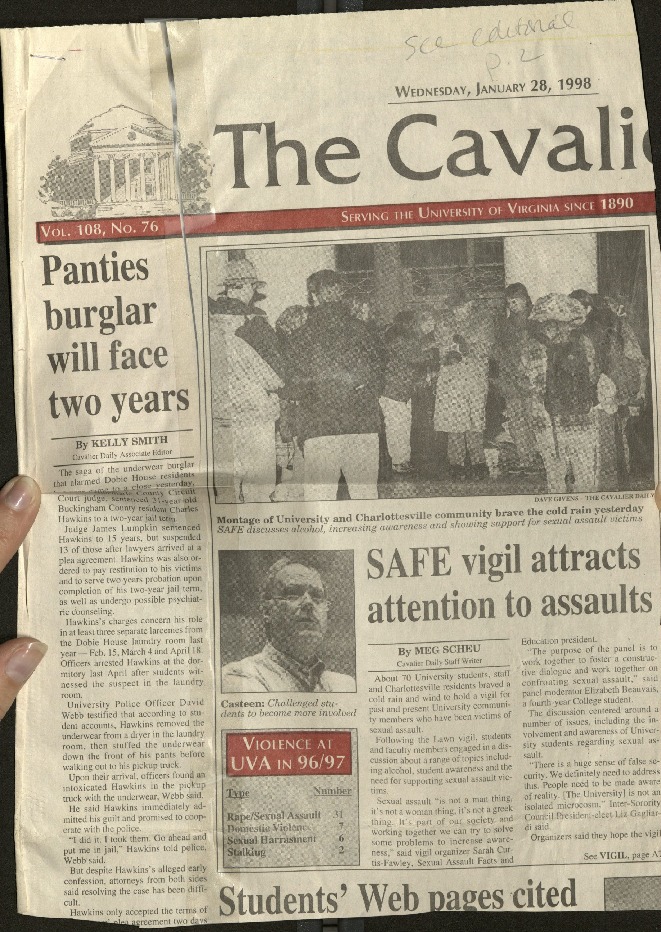 See editorial
p. 2
WEDNESDAY, JANUARY 28, 1998
The Cavali
SERVING THE UNIVERSITY OF VIRGINIA SINCE 1890
VOL. 108, NO. 76
Panties
burglar
will face
two years
By KELLY SMITH
Cavalier Daily Associate Editor
The saga of the underwear burglar
that alarmed Dobie House residents
came to a close yesterday,
County Circuit
Court judge sentenced 21-year-old
Buckingham County resident Charles
Hawkins to a two-year jail term.
Judge James Lumpkin sentenced
Hawkins to 15 years, but suspended
13 of those after lawyers arrived at a
plea agreement. Hawkins was also or-
dered to pay restitution to his victims
and to serve two years probation upon
completion of his two-year jail term,
as well as undergo possible psychiat-
ric counseling.
Hawkins's charges concern his role
in at least three separate larcenies from
the Dobie House laundry room last
year — Feb. 15, March 4 and April 18.
Officers arrested Hawkins at the dor-
mitory last April after students wit-
nessed the suspect in the laundry
room.
University Police Officer David
Webb testified that according to stu-
dent accounts, Hawkins removed the
underwear from a dryer in the laundry
room, then stuffed the underwear
down the front of his pants before
walking out to his pickup truck.
Upon their arrival, officers found an
intoxicated Hawkins in the pickup
truck with the underwear, Webb said.
He said Hawkins immediately ad-
mitted his guilt and promised to coop-
erate with the police.
"I did it, I took them. Go ahead and
put me in jail," Hawkins told police,
Webb said.
But despite Hawkins's alleged early
confession, attorneys from both sides
said resolving the case has been diffi-
cult.
Hawkins only accepted the terms of
plea agreement two days
DAVE GIVENS · THE CAVALIER DAILY
Montage of University and Charlottesville community brave the cold rain yesterday
SAFE discusses alcohol, increasing awareness and showing support for sexual assault victims
Casteen: Challenged stu-
dents to become more involved
VIOLENCE AT
UVA IN 96/97
Type Number
Rape/Sexual Assault 31
Domestic Violence 7
Sexual Harrasment 6
Stalking 2
SAFE vigil attracts
attention to assaults
By MEG SCHEU
Cavalier Daily Staff Writer
About 70 University students, staff
and Charlottesville residents braved a
cold rain and wind to hold a vigil for
past and present University communi-
ty members who have been victims of
sexual assault.
Following the Lawn vigil, students
and faculty members engaged in a dis-
cussion about a range of topics includ-
ing alcohol, student awareness and the
need for supporting sexual assault vic-
tims.
Sexual assault "is not a man thing,
it's not a woman thing, it's not a greek
thing. It's part of our society, and
working together we can try to solve
some problems to increase aware-
ness," said vigil organizer Sarah Cur-
tis-Fawley, Sexual Assault Facts and
Education president.
"The purpose of the panel is to
work together to foster a construc-
tive dialogue and work together on
confronting sexual assault," said
panel moderator Elizabeth Beauvais,
a fourth-year College student.
The discussion centered around a
number of issues, including the in-
volvement and awareness of Univer-
sity students regarding sexual as-
sault.
"There is a huge sense of false se-
curity. We definitely need to address
this. People need to be made aware
of reality. [The University] is not an
isolated microcosm," Inter-Sorority
Council President-elect Liz Gagliar-
di said.
Organizers said they hope the vigil
See VIGIL, page A
Students' Web pages cited